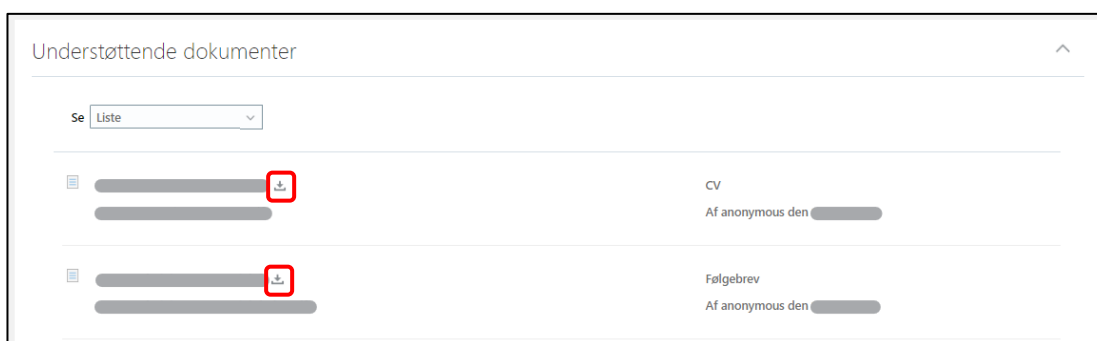 Understøttende dokumenter
Se Liste
CV
Af anonymous den
Følgebrev
Af anonymous den